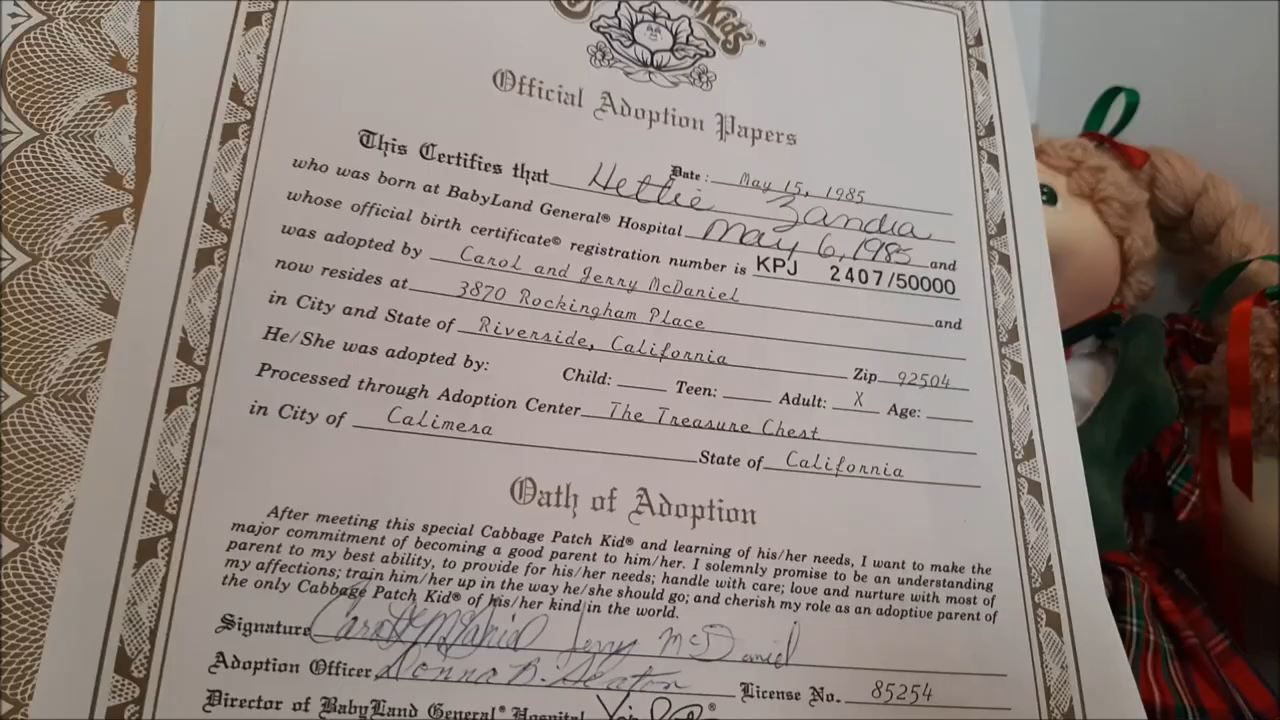 Kids®
Official Adoption Papers
Date: May 15, 1985
This Certifies that Hettie Zandra
who was born at BabyLand General® Hospital May 6, 1985 and
whose official birth certificate© registration number is KPJ 2407/50000
was adopted by Carol and Jerry McDaniel and
now resides at 3870 Rockingham Place
in City and State of Riverside, California Zip 92504
He/She was adopted by: Child: ____ Teen: ____ Adult: X Age: ____
Processed through Adoption Center The Treasure Chest
in City of Calimesa State of California
Oath of Adoption
After meeting this special Cabbage Patch Kid® and learning of his/her needs, I want to make the
major commitment of becoming a good parent to him/her. I solemnly promise to be an understanding
parent to my best ability, to provide for his/her needs; handle with care; love and nurture with most of
my affections; train him/her up in the way he/she should go; and cherish my role as an adoptive parent of
the only Cabbage Patch Kid® of his/her kind in the world.
Signature Carol McDaniel Jerry McDaniel
Adoption Officer Donna B. Seaton License No. 85254
Director of BabyLand General® Hospital